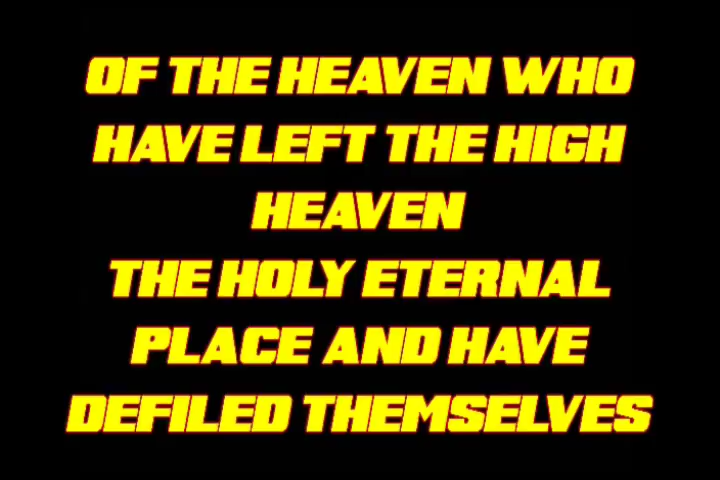 OF THE HEAVEN WHO
HAVE LEFT THE HIGH
HEAVEN
THE HOLY ETERNAL
PLACE AND HAVE
DEFILED THEMSELVES